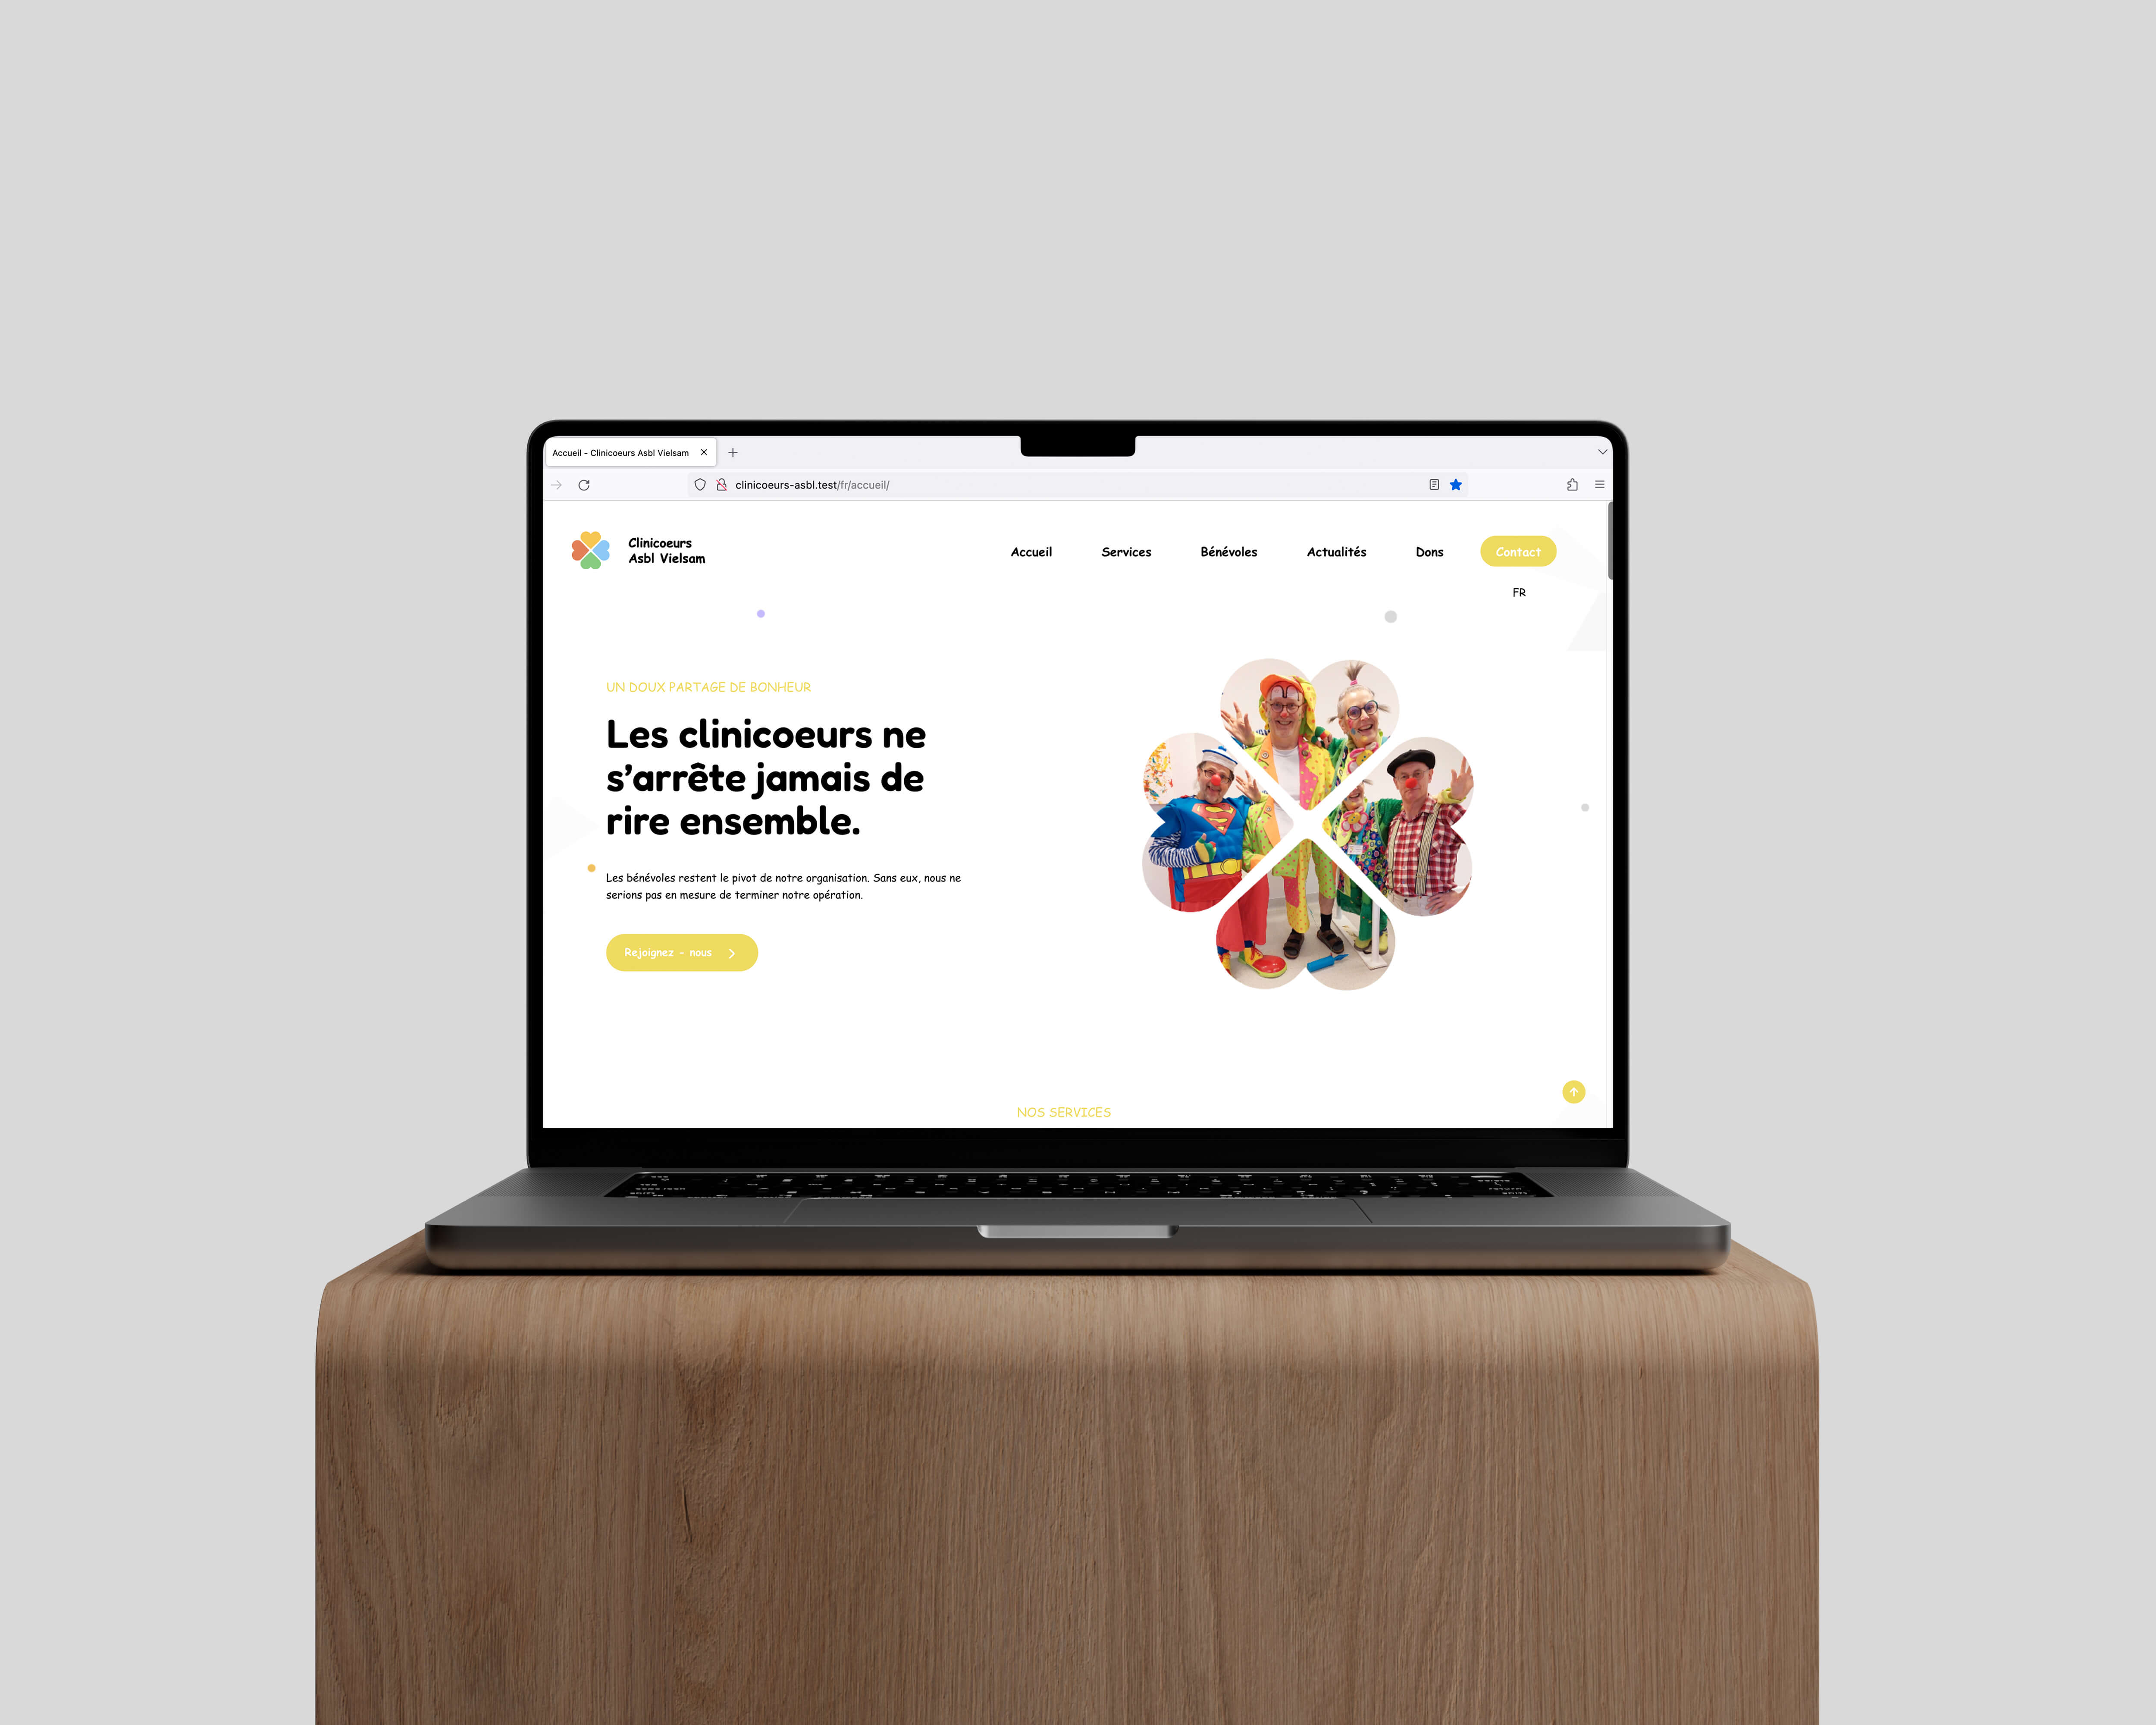 Accueil - Clinicoeurs Asbl Vielsam
clinicoeurs-asbl.test/fr/accueil/
Clinicoeurs
Asbl Vielsam
Accueil
Services
Bénévoles
Actualités
Dons
Contact
FR
UN DOUX PARTAGE DE BONHEUR
Les clinicoeurs ne
s'arrête jamais de
rire ensemble.
Les bénévoles restent le pivot de notre organisation. Sans eux, nous ne
serions pas en mesure de terminer notre opération.
Rejoignez - nous
NOS SERVICES